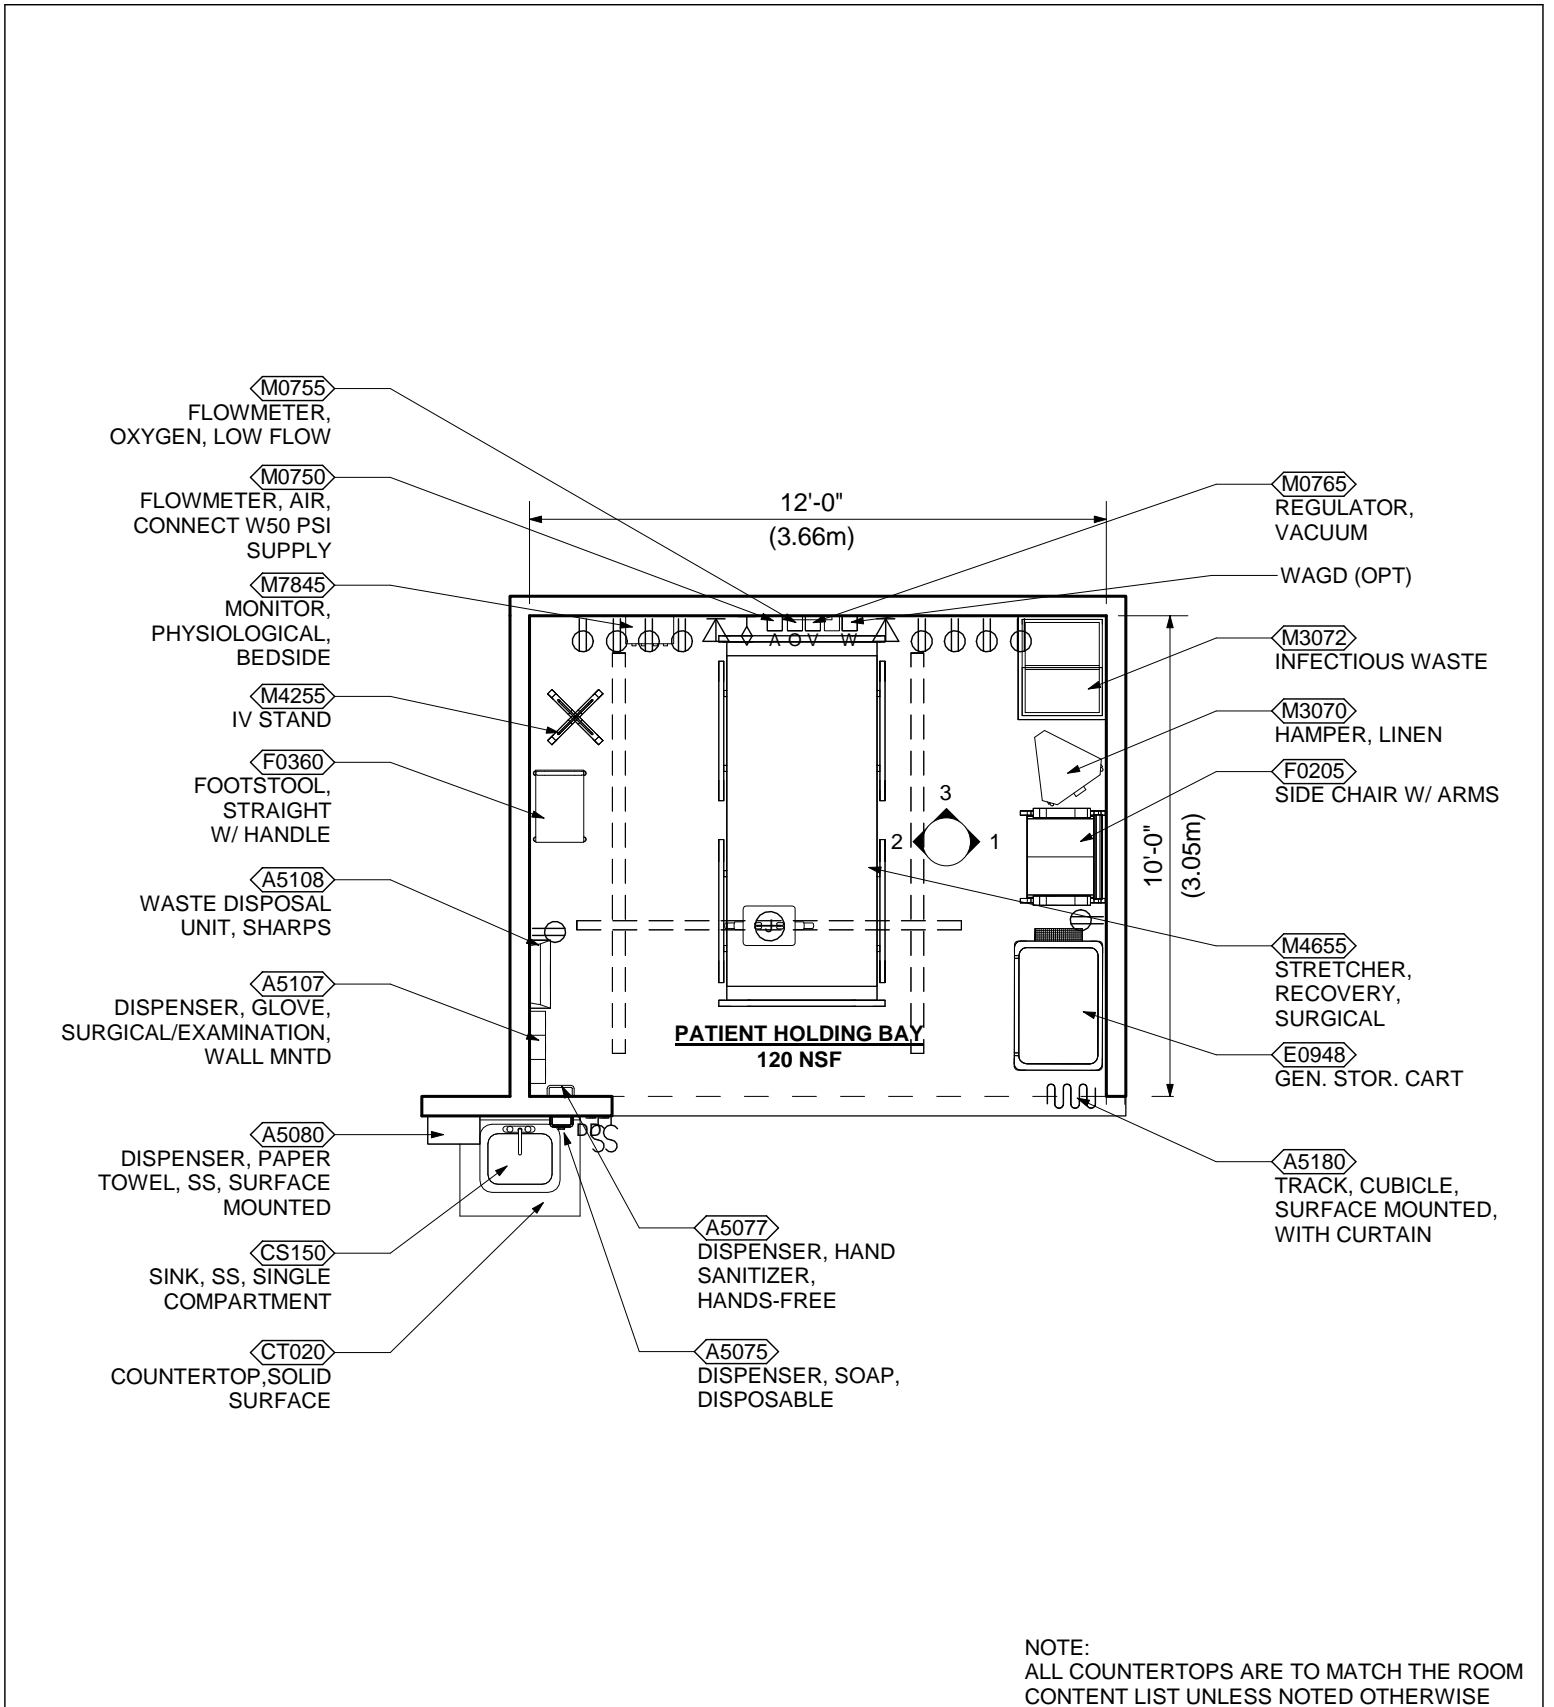 M0755
FLOWMETER,
OXYGEN, LOW FLOW
M0750
FLOWMETER, AIR,
CONNECT W50 PSI
SUPPLY
M7845
MONITOR,
PHYSIOLOGICAL,
BEDSIDE
M4255
IV STAND
F0360
FOOTSTOOL,
STRAIGHT
W/ HANDLE
A5108
WASTE DISPOSAL
UNIT, SHARPS
A5107
DISPENSER, GLOVE,
SURGICAL/EXAMINATION,
WALL MNTD
A5080
DISPENSER, PAPER
TOWEL, SS, SURFACE
MOUNTED
CS150
SINK, SS, SINGLE
COMPARTMENT
CT020
COUNTERTOP,SOLID
SURFACE
12'-0"
(3.66m)
A O V W
3
2 1
J
PATIENT HOLDING BAY
120 NSF
10'-0"
(3.05m)
DD
SS
A5077
DISPENSER, HAND
SANITIZER,
HANDS-FREE
A5075
DISPENSER, SOAP,
DISPOSABLE
M0765
REGULATOR,
VACUUM
WAGD (OPT)
M3072
INFECTIOUS WASTE
M3070
HAMPER, LINEN
F0205
SIDE CHAIR W/ ARMS
M4655
STRETCHER,
RECOVERY,
SURGICAL
E0948
GEN. STOR. CART
A5180
TRACK, CUBICLE,
SURFACE MOUNTED,
WITH CURTAIN
NOTE:
ALL COUNTERTOPS ARE TO MATCH THE ROOM
CONTENT LIST UNLESS NOTED OTHERWISE